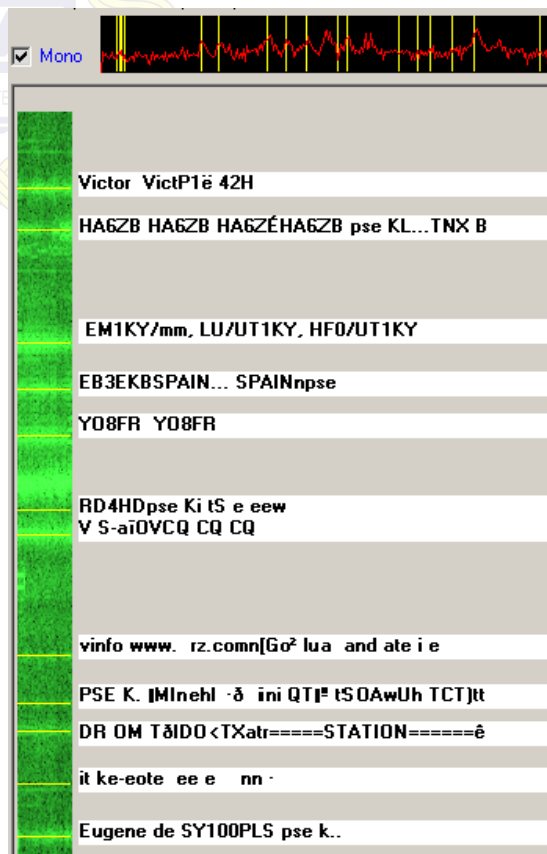 Mono
Victor VictP1ë 42H
HA6ZB HA6ZB HA6ZÉHA6ZB pse KL...TNX B
EM1KY/mm, LU/UT1KY, HF0/UT1KY
EB3EKBSPAIN... SPAINnpse
YO8FR YO8FR
RD4HDpse Ki tS e eew
V S-aïOVCQ CQ CQ
vinfo www. rz.comn[Go² lua and ate i e
PSE K. ini tSOAwUh TCT)tt
DR OM TðIDO<TXatr=====STATION======ê
it ke-eote ee e nn ·
Eugene de SY100PLS pse k..